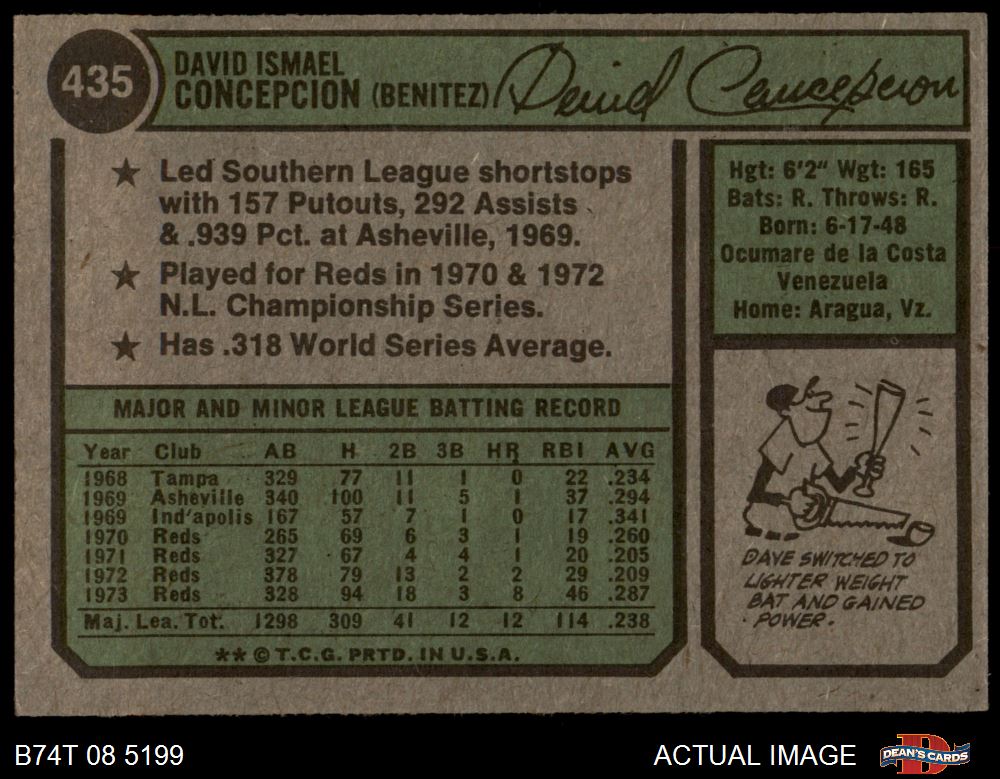 435
DAVID ISMAEL
CONCEPCION (BENITEZ)
David Concepcion
★ Led Southern League shortstops
with 157 Putouts, 292 Assists
& .939 Pct. at Asheville, 1969.
★ Played for Reds in 1970 & 1972
N.L. Championship Series.
★ Has .318 World Series Average.
Hgt: 6'2" Wgt: 165
Bats: R. Throws: R.
Born: 6-17-48
Ocumare de la Costa
Venezuela
Home: Aragua, Vz.
MAJOR AND MINOR LEAGUE BATTING RECORD
Year Club AB H 2B 3B HR RBI AVG
1968 Tampa 329 77 11 1 0 22 .234
1969 Asheville 340 100 11 5 1 37 .294
1969 Ind'apolis 167 57 7 1 0 17 .341
1970 Reds 265 69 6 3 1 19 .260
1971 Reds 327 67 4 4 1 20 .205
1972 Reds 378 79 13 2 2 29 .209
1973 Reds 328 94 18 3 8 46 .287
Maj. Lea. Tot. 1298 309 41 12 12 114 .238
** © T.C.G. PRTD. IN U.S.A.
DAVE SWITCHED TO
LIGHTER WEIGHT
BAT AND GAINED
POWER.
B74T 08 5199
ACTUAL IMAGE
D
DEAN'S CARDS